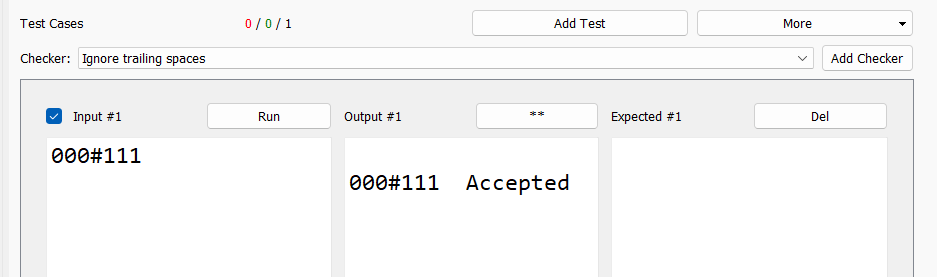 Test Cases 0 / 0 / 1 Add Test More
Checker: Ignore trailing spaces Add Checker
Input #1 Run Output #1 ** Expected #1 Del
000#111
000#111  Accepted